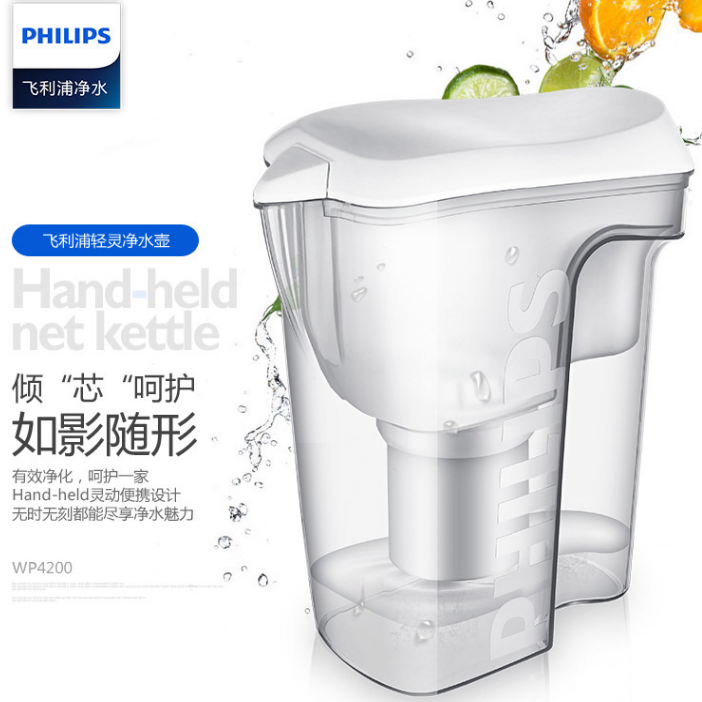 PHILIPS
飞利浦净水
飞利浦轻灵净水壶
Hand-held
net kettle
倾“芯“呵护
如影随形
有效净化，呵护一家
Hand-held灵动便携设计
无时无刻都能尽享净水魅力
WP4200
PHILIPS